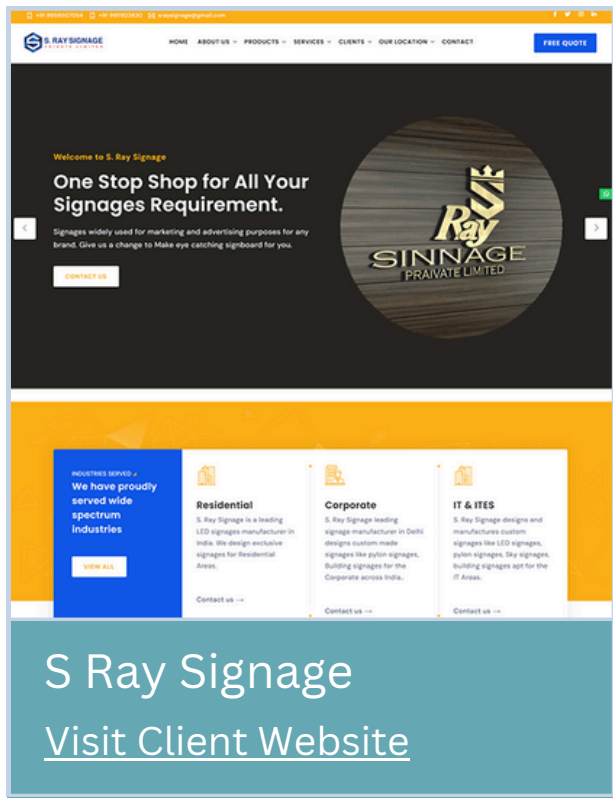 S. RAY SIGNAGE
PRIVATE LIMITED
HOME ABOUT US PRODUCTS SERVICES CLIENTS OUR LOCATION CONTACT
FREE QUOTE
Welcome to S. Ray Signage
One Stop Shop for All Your
Signages Requirement.
Signages widely used for marketing and advertising purposes for any
brand. Give us a change to Make eye catching signboard for you.
CONTACT US
S
Ray
SINNAGE
PRAIVATE LIMITED
INDUSTRIES SERVED
We have proudly
served wide
spectrum
industries
VIEW ALL
Residential
S. Ray Signage is a leading
LED signages manufacturer in
India. We design exclusive
signages for Residential
Areas.
Contact us →
Corporate
S. Ray Signage leading
signage manufacturer in Delhi
designs custom made
signages like pylon signages,
Building signages for the
Corporate across India..
Contact us →
IT & ITES
S. Ray Signage designs and
manufactures custom
signages like LED signages,
pylon signages, Sky signages,
building signages apt for the
IT Areas.
Contact us →
S Ray Signage
Visit Client Website